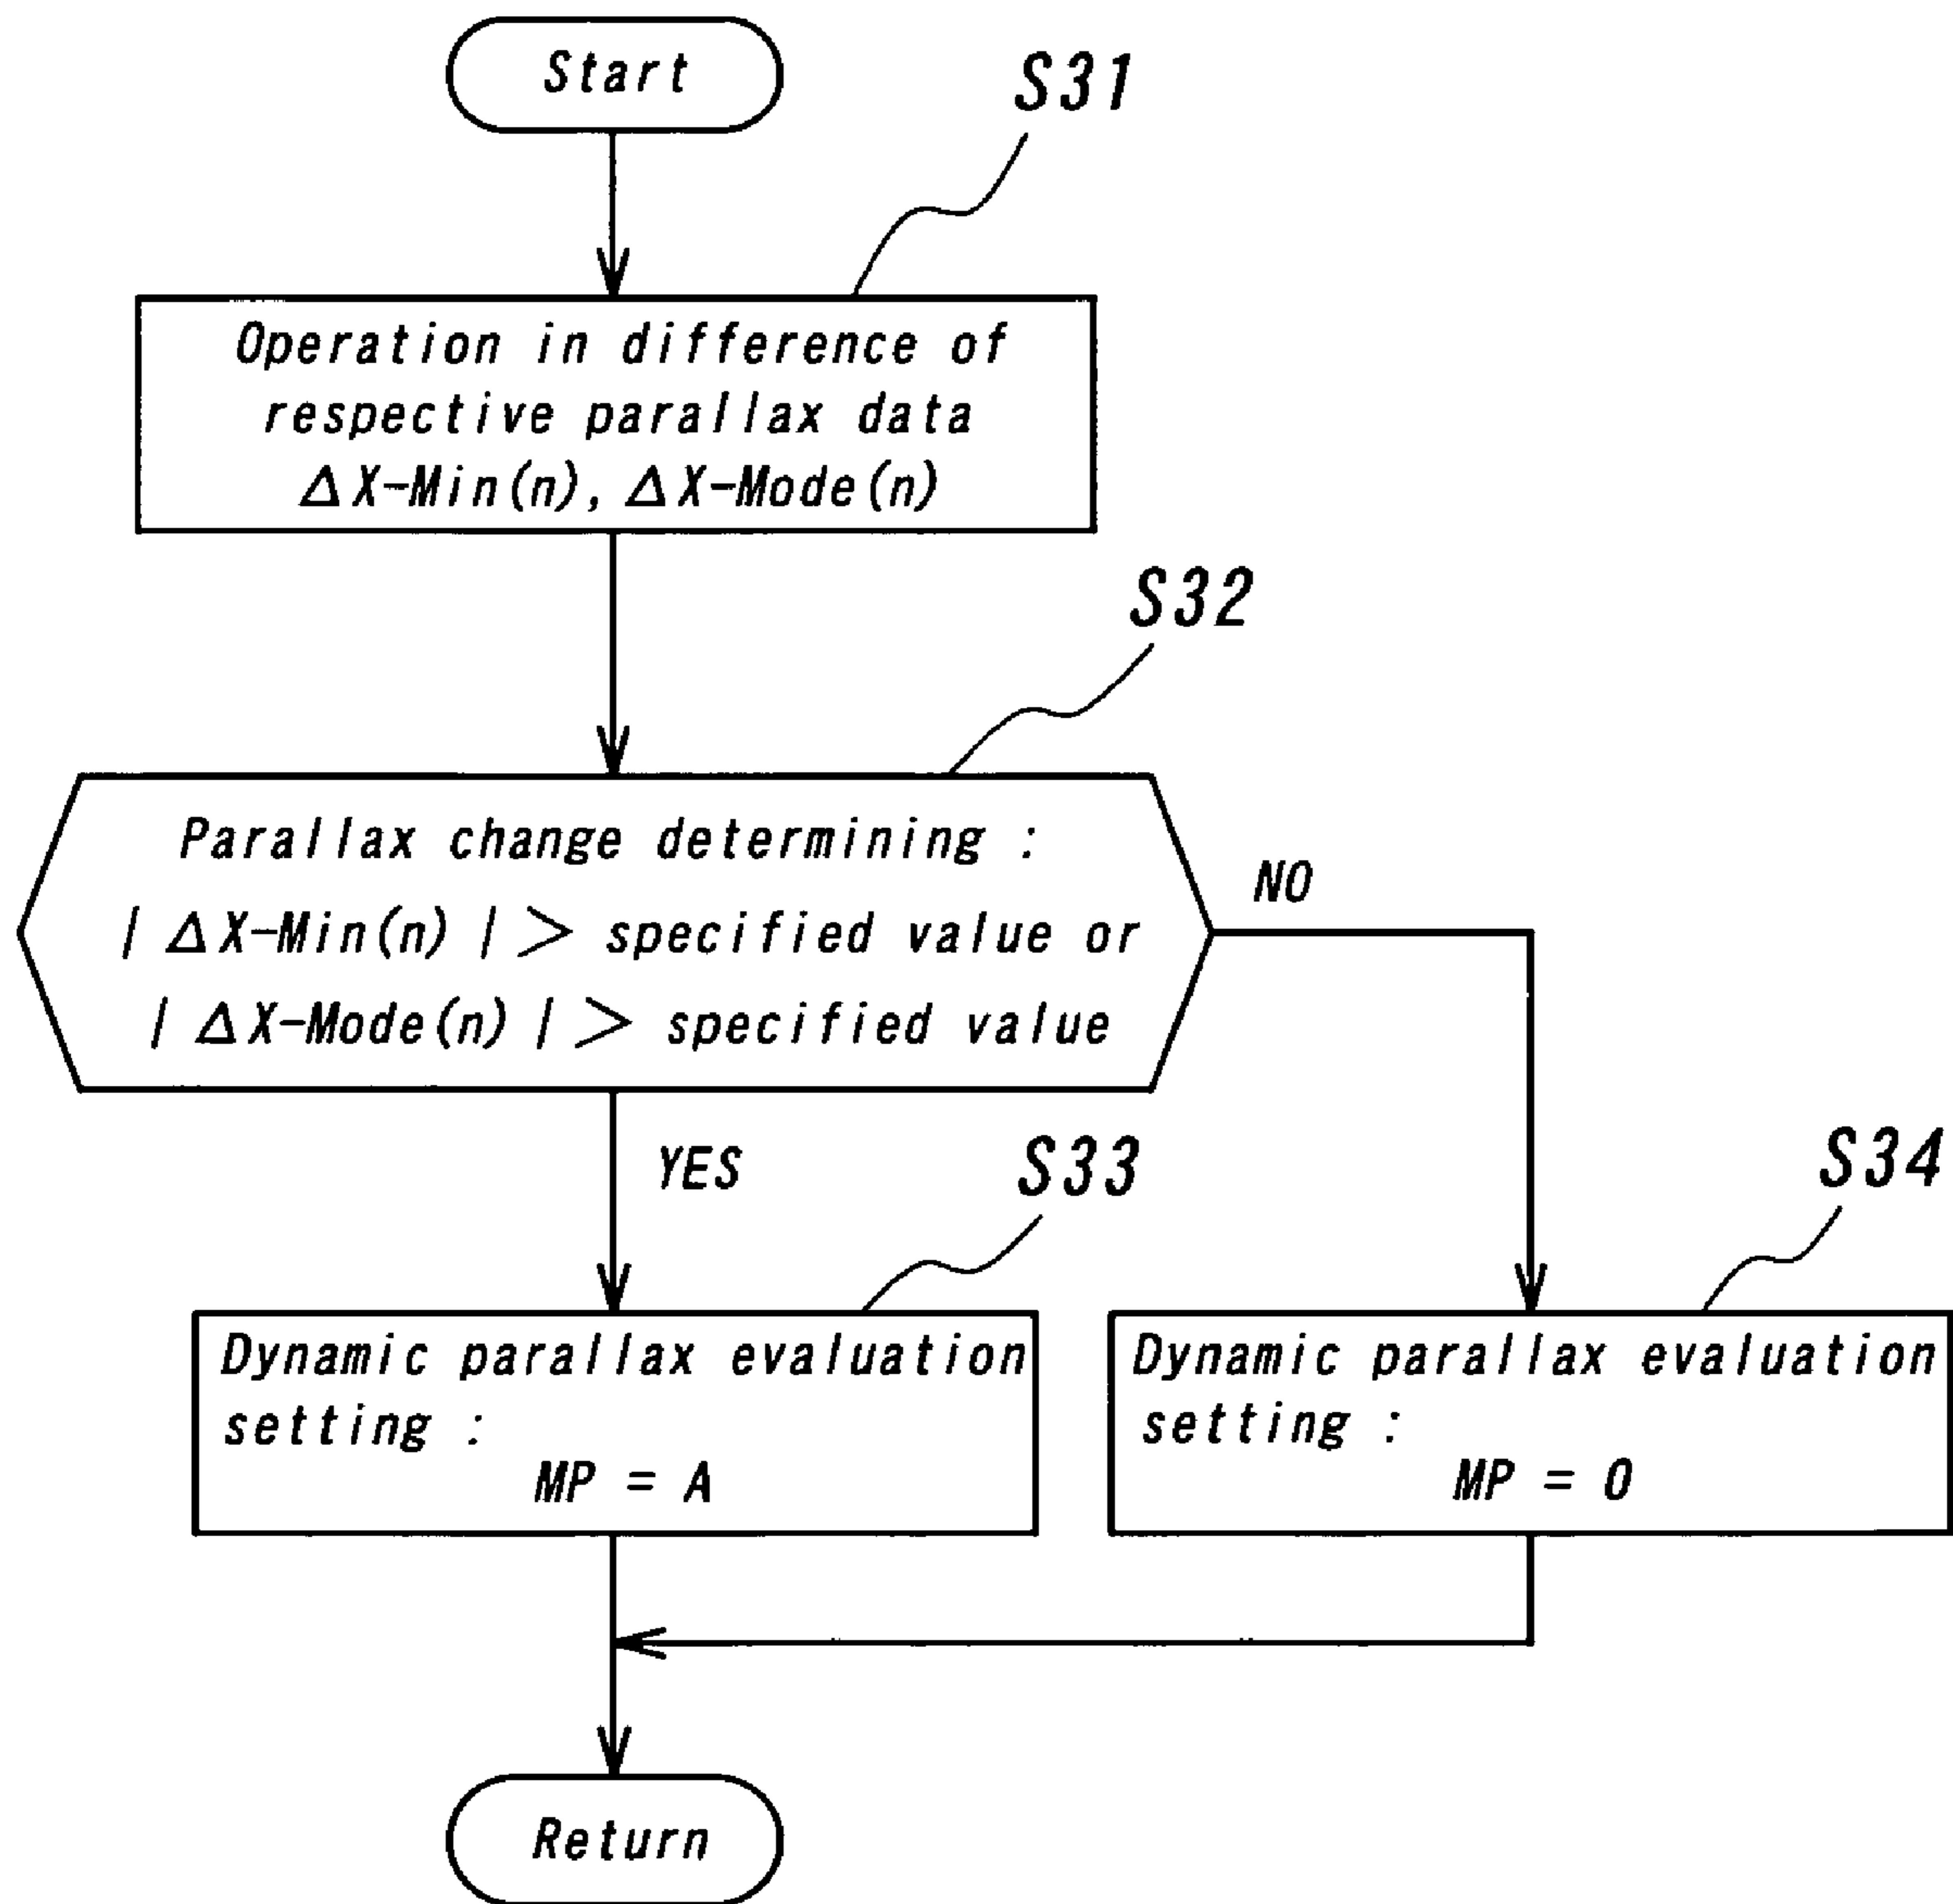 Start
S31
Operation in difference of
respective parallax data
ΔX-Min(n), ΔX-Mode(n)
S32
Parallax change determining :
| ΔX-Min(n) | > specified value or
| ΔX-Mode(n) | > specified value
NO
YES
S33
S34
Dynamic parallax evaluation
setting :
MP = A
Dynamic parallax evaluation
setting :
MP = 0
Return